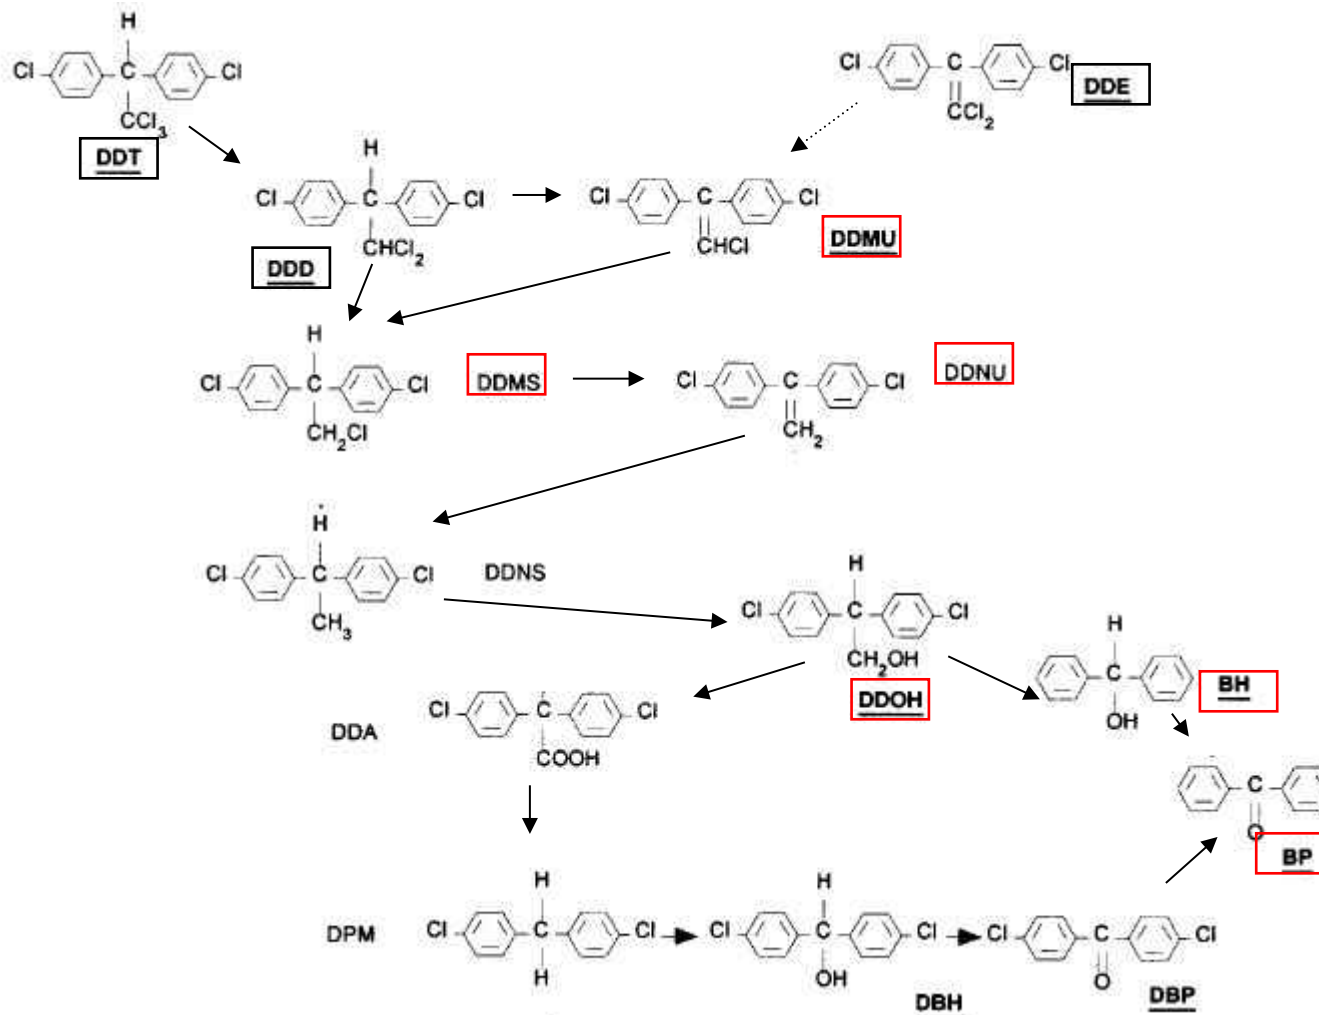 H
Cl C Cl
CCl3
DDT
Cl C Cl
CCl2
DDE
H
Cl C Cl
CHCl2
DDD
Cl C Cl
CHCl
DDMU
H
Cl C Cl
CH2Cl
DDMS
Cl C Cl
CH2
DDNU
H
Cl C Cl
CH3
DDNS
H
Cl C Cl
CH2OH
DDOH
H
C
OH
BH
DDA
Cl C Cl
COOH
C
O
BP
DPM
H
Cl C Cl
H
H
Cl C Cl
OH
DBH
Cl C Cl
O
DBP